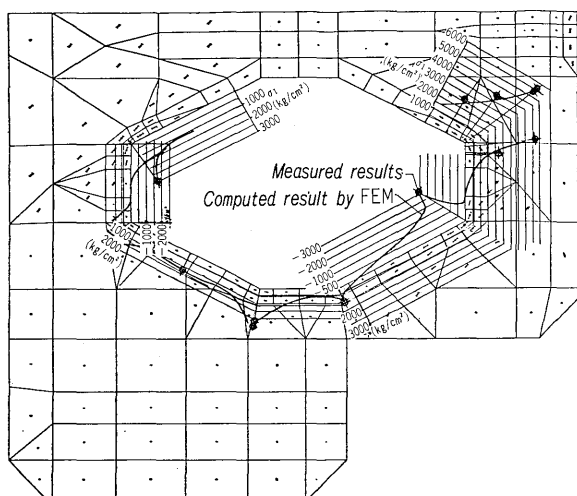 6000
5000
4000
σ₁
3000
(kg/cm²)
2000
1000
1000 σ₁
2000 (kg/cm²)
3000
Measured results
Computed result by FEM
-1000
-2000
(kg/cm²)
-1000
-2000
-3000
-2000
-1000
-500
2000
3000 (kg/cm²)